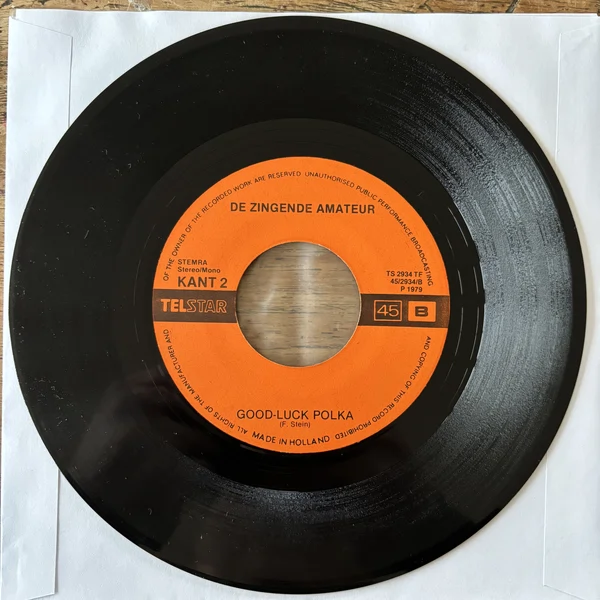 ALL RIGHTS OF THE MANUFACTURER AND OF THE OWNER OF THE RECORDED WORK ARE RESERVED UNAUTHORISED PUBLIC PERFORMANCE BROADCASTING AND COPYING OF THIS RECORD PROHIBITED
DE ZINGENDE AMATEUR
STEMRA
Stereo/Mono
KANT 2
TS 2934 TF
45/2934/B
P 1979
TELSTAR
45 B
GOOD-LUCK POLKA
(F. Stein)
MADE IN HOLLAND